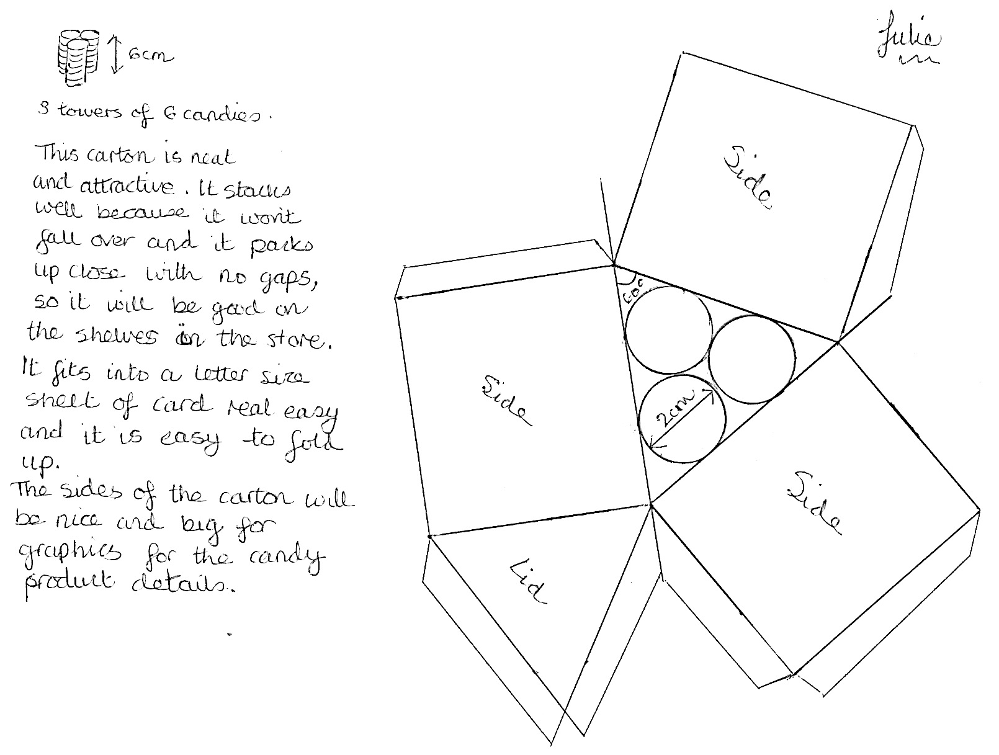 Julie
6cm
3 towers of 6 candies.
This carton is neat
and attractive. It stacks
well because it won't
fall over and it packs
up close with no gaps,
so it will be good on
the shelves in the store.
It fits into a letter size
sheet of card real easy
and it is easy to fold
up.
The sides of the carton will
be nice and big for
graphics for the candy
product details.
Side
60°
Side
2cm
Side
Lid